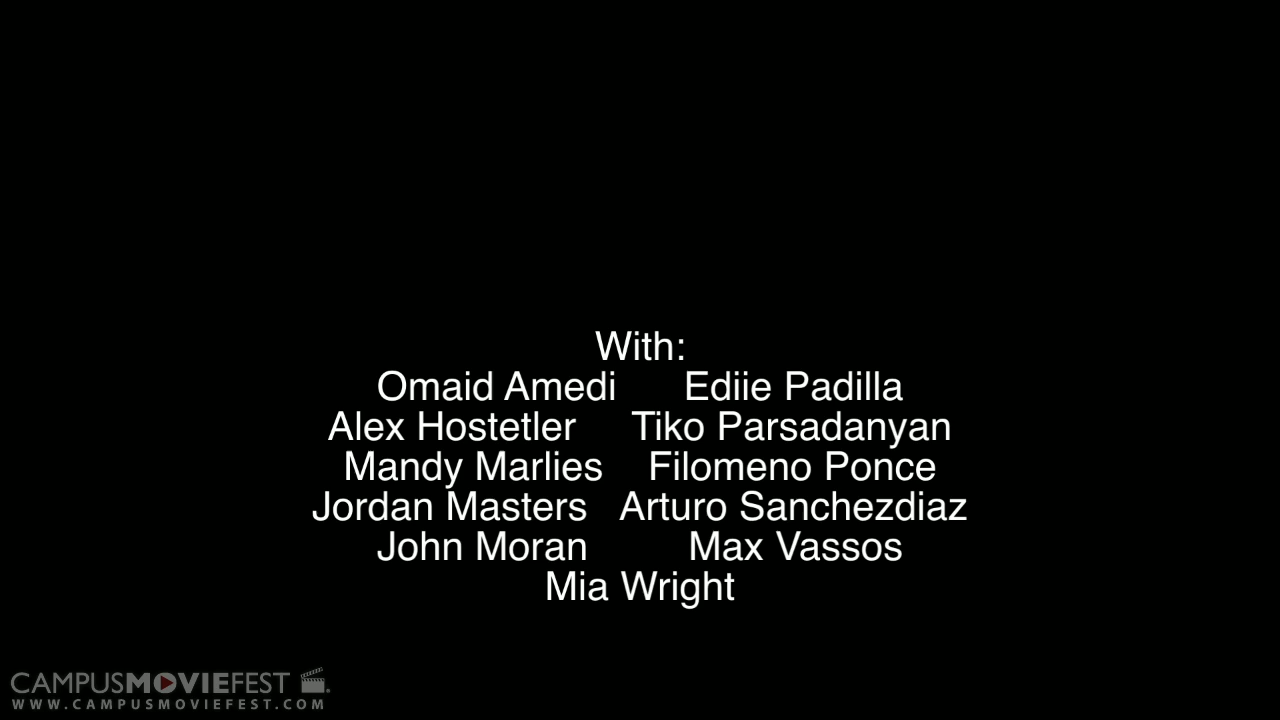 With:
Omaid Amedi Ediie Padilla
Alex Hostetler Tiko Parsadanyan
Mandy Marlies Filomeno Ponce
Jordan Masters Arturo Sanchezdiaz
John Moran Max Vassos
Mia Wright
CAMPUSMOVIEFEST
WWW.CAMPUSMOVIEFEST.COM